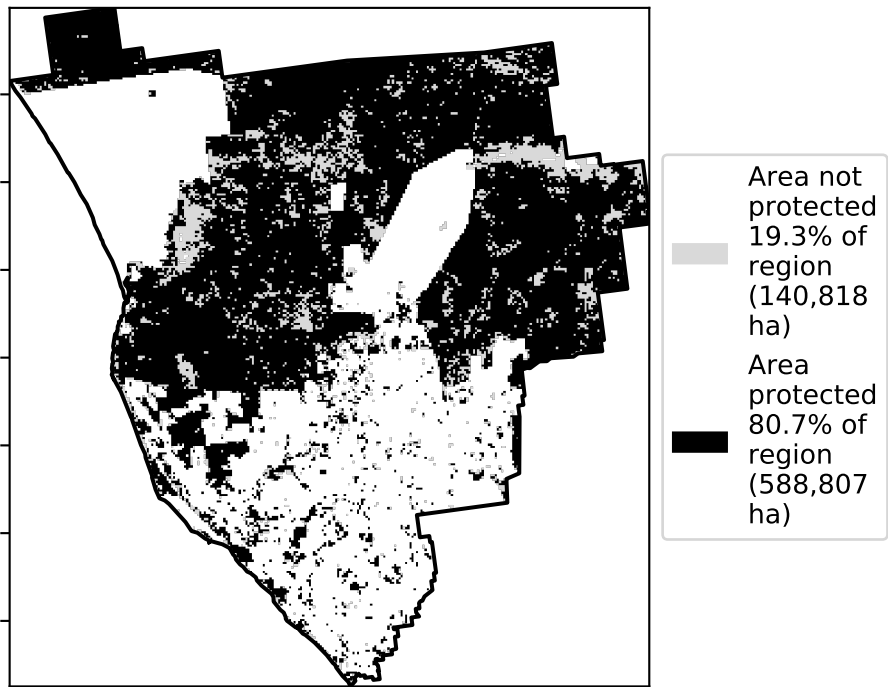 Area not
protected
19.3% of
region
(140,818
ha)
Area
protected
80.7% of
region
(588,807
ha)